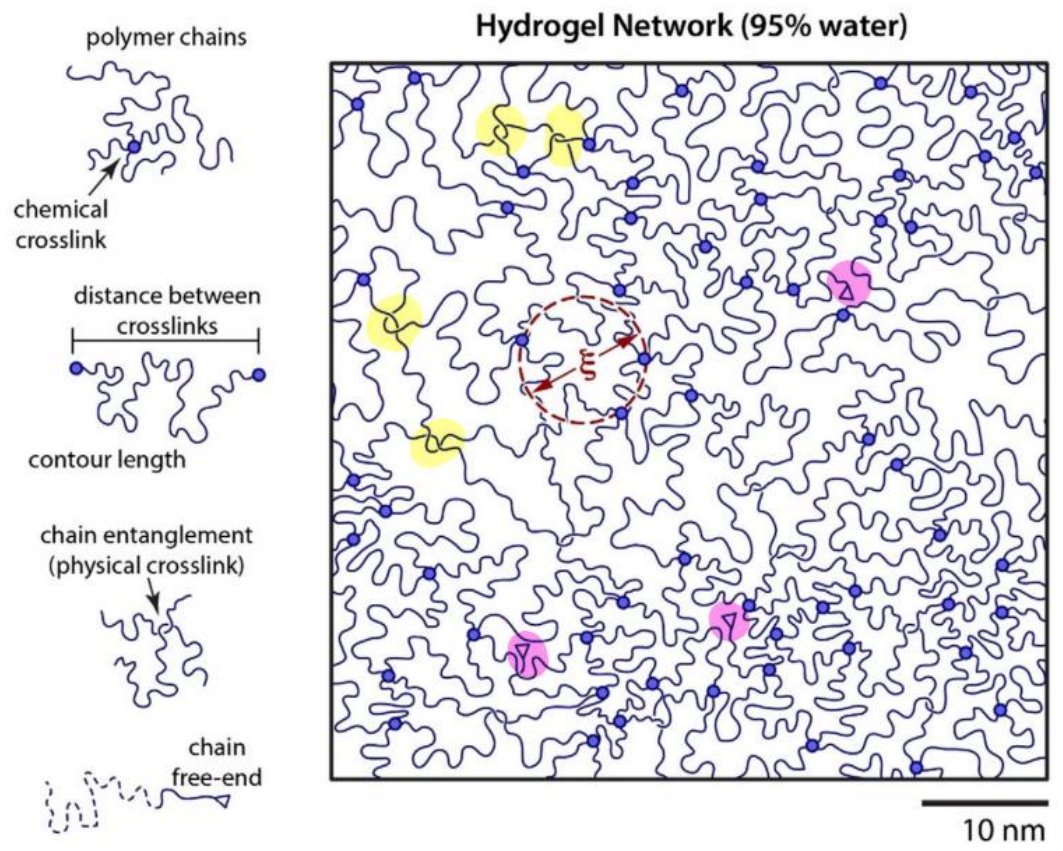 Hydrogel Network (95% water)
polymer chains
chemical
crosslink
distance between
crosslinks
contour length
chain entanglement
(physical crosslink)
chain
free-end
ξ
10 nm